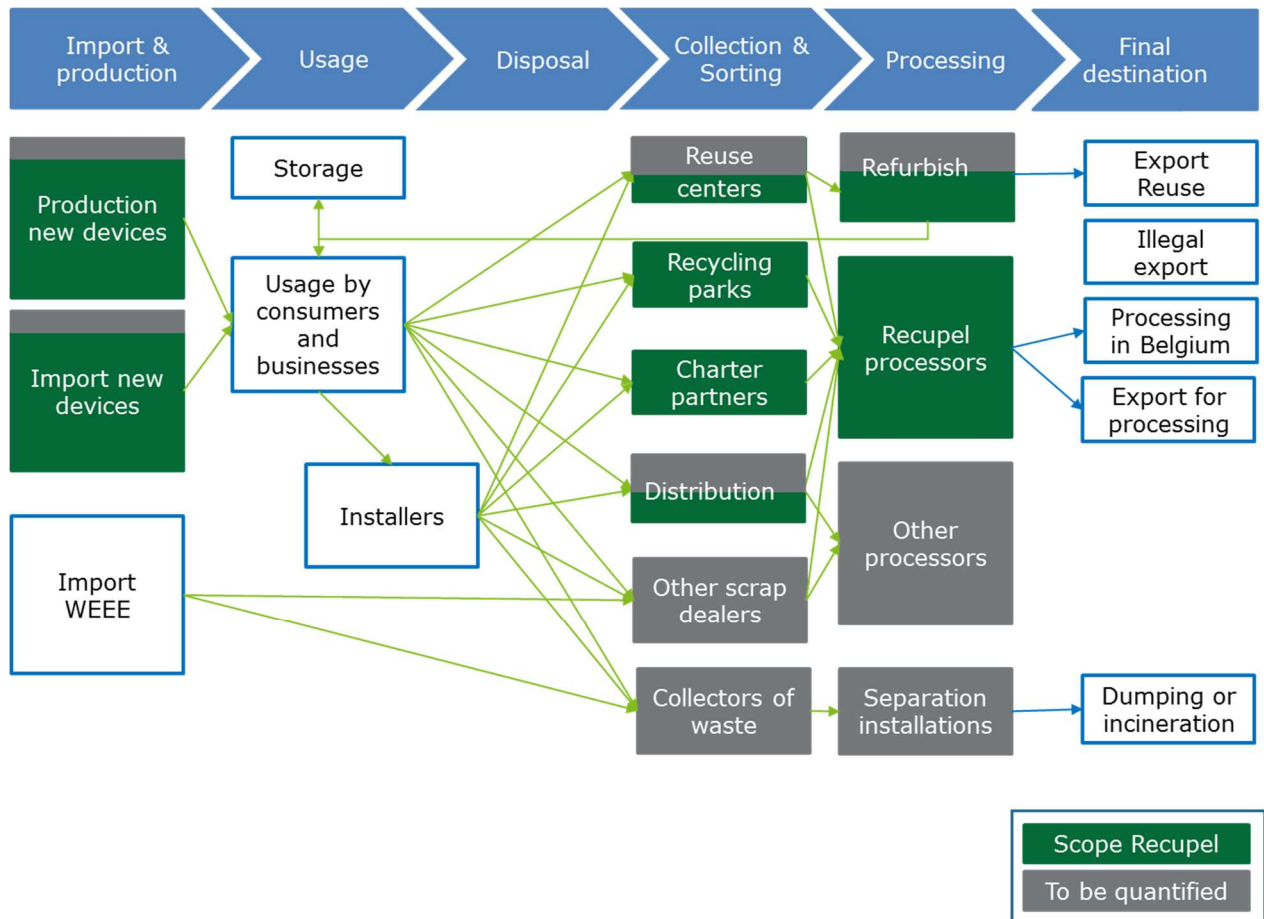 Import &
production
Usage
Disposal
Collection &
Sorting
Processing
Final
destination
Production
new devices
Import new
devices
Import
WEEE
Storage
Usage by
consumers
and
businesses
Installers
Reuse
centers
Recycling
parks
Charter
partners
Distribution
Other scrap
dealers
Collectors of
waste
Refurbish
Recupel
processors
Other
processors
Separation
installations
Export
Reuse
Illegal
export
Processing
in Belgium
Export for
processing
Dumping or
incineration
Scope Recupel
To be quantified